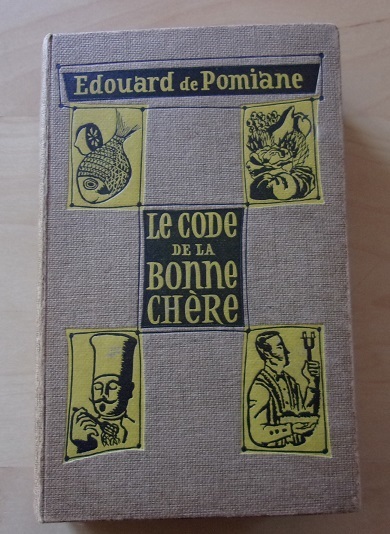 Edouard de Pomiane
LE CODE
DE LA
BONNE
CHÈRE